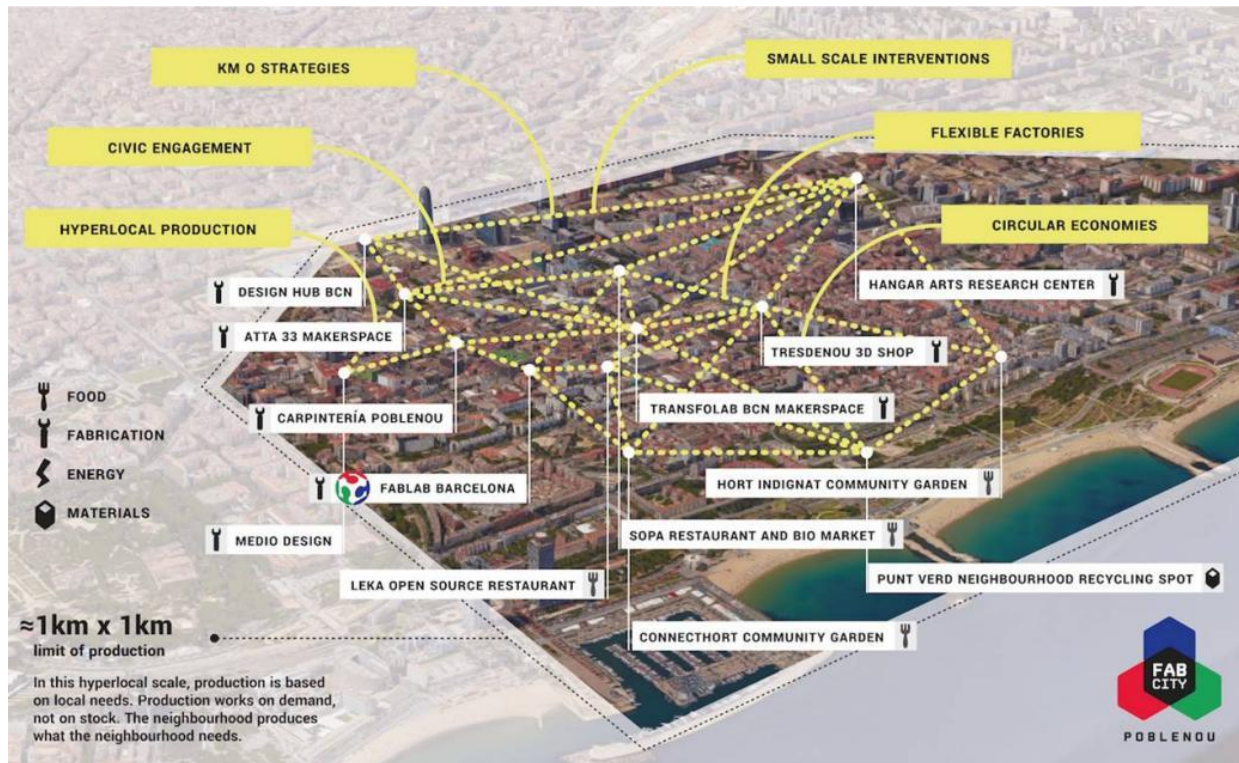 KM O STRATEGIES
SMALL SCALE INTERVENTIONS
CIVIC ENGAGEMENT
FLEXIBLE FACTORIES
HYPERLOCAL PRODUCTION
CIRCULAR ECONOMIES
DESIGN HUB BCN
HANGAR ARTS RESEARCH CENTER
ATTA 33 MAKERSPACE
TRESDENOU 3D SHOP
CARPINTERÍA POBLENOU
TRANSFOLAB BCN MAKERSPACE
FABLAB BARCELONA
HORT INDIGNAT COMMUNITY GARDEN
MEDIO DESIGN
SOPA RESTAURANT AND BIO MARKET
LEKA OPEN SOURCE RESTAURANT
PUNT VERD NEIGHBOURHOOD RECYCLING SPOT
CONNECTHORT COMMUNITY GARDEN
FOOD
FABRICATION
ENERGY
MATERIALS
≈1km x 1km
limit of production
In this hyperlocal scale, production is based
on local needs. Production works on demand,
not on stock. The neighbourhood produces
what the neighbourhood needs.
FAB
CITY
POBLENOU